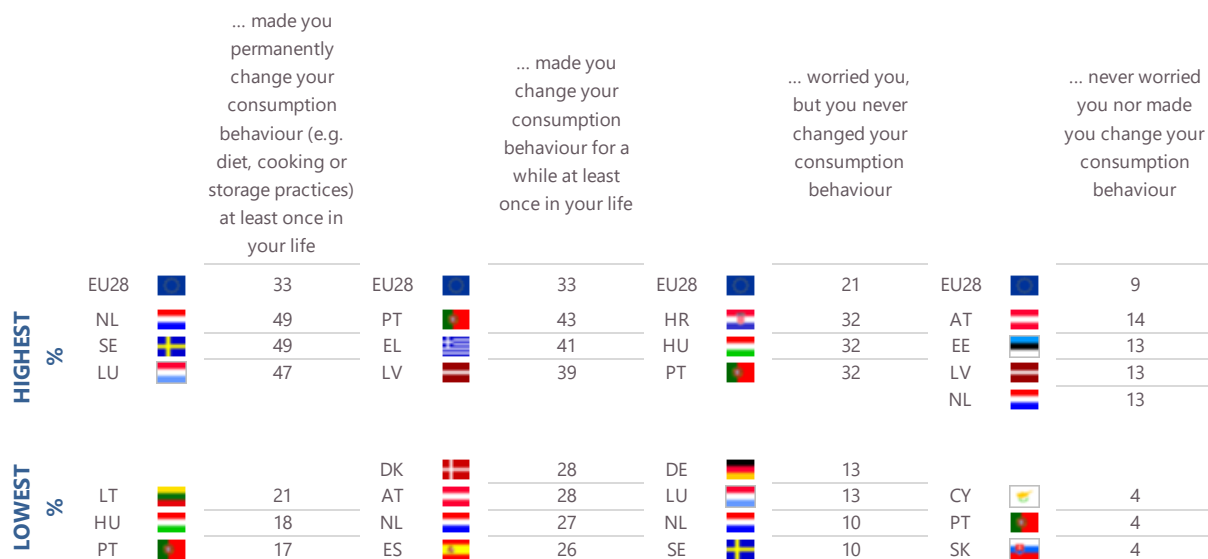 ... made you
permanently
change your
consumption
behaviour (e.g.
diet, cooking or
storage practices)
at least once in
your life
... made you
change your
consumption
behaviour for a
while at least
once in your life
... worried you,
but you never
changed your
consumption
behaviour
... never worried
you nor made
you change your
consumption
behaviour
EU28 33 EU28 33 EU28 21 EU28 9
HIGHEST
%
NL 49 PT 43 HR 32 AT 14
SE 49 EL 41 HU 32 EE 13
LU 47 LV 39 PT 32 LV 13
NL 13
LOWEST
%
DK 28 DE 13
LT 21 AT 28 LU 13 CY 4
HU 18 NL 27 NL 10 PT 4
PT 17 ES 26 SE 10 SK 4